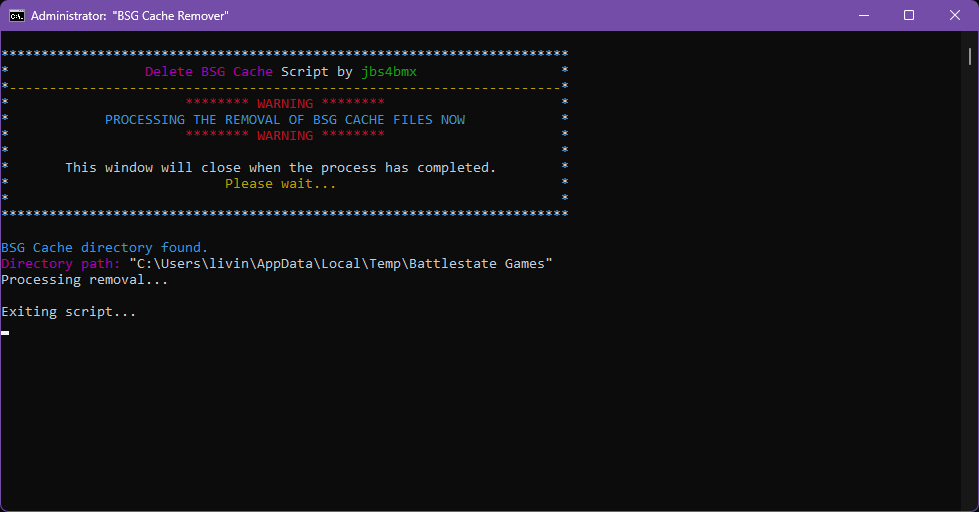 Administrator: "BSG Cache Remover"
**********************************************************************
* Delete BSG Cache Script by jbs4bmx *
*---------------------------------------------------------------------*
* ******** WARNING ******** *
* PROCESSING THE REMOVAL OF BSG CACHE FILES NOW *
* ******** WARNING ******** *
* *
* This window will close when the process has completed. *
* Please wait... *
* *
**********************************************************************
BSG Cache directory found.
Directory path: "C:\Users\livin\AppData\Local\Temp\Battlestate Games"
Processing removal...
Exiting script...